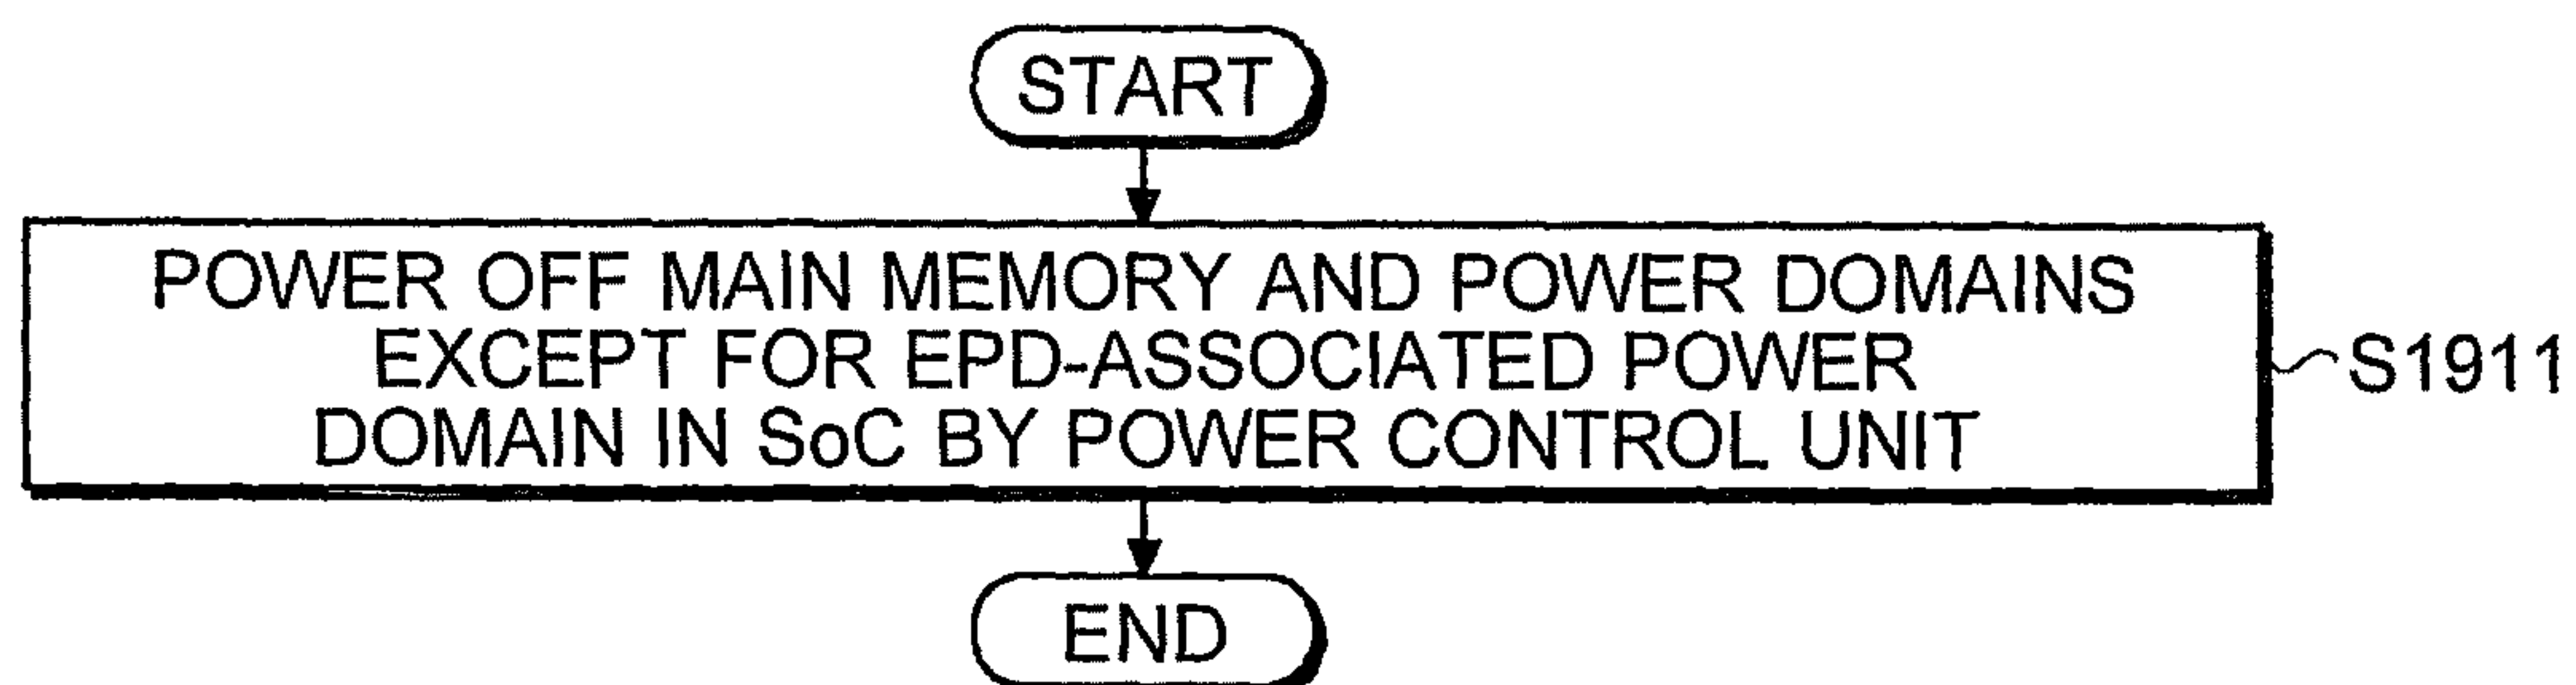 START
POWER OFF MAIN MEMORY AND POWER DOMAINS
EXCEPT FOR EPD-ASSOCIATED POWER
DOMAIN IN SoC BY POWER CONTROL UNIT
S1911
END